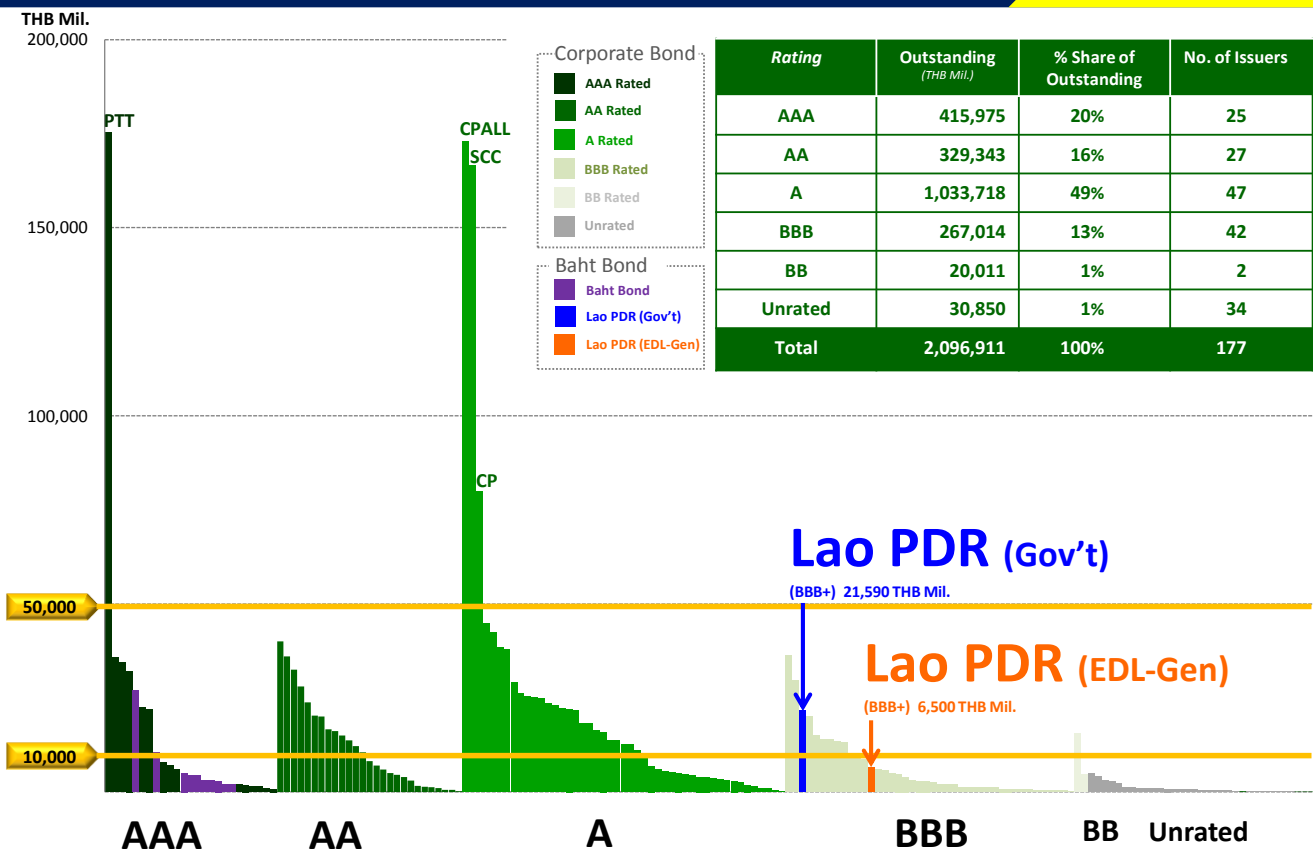 THB Mil.
200,000
150,000
100,000
50,000
10,000
PTT
CPALL
SCC
CP
Corporate Bond
AAA Rated
AA Rated
A Rated
BBB Rated
BB Rated
Unrated
Baht Bond
Baht Bond
Lao PDR (Gov't)
Lao PDR (EDL-Gen)
Rating Outstanding (THB Mil.) % Share of Outstanding No. of Issuers
AAA 415,975 20% 25
AA 329,343 16% 27
A 1,033,718 49% 47
BBB 267,014 13% 42
BB 20,011 1% 2
Unrated 30,850 1% 34
Total 2,096,911 100% 177
Lao PDR (Gov't)
(BBB+) 21,590 THB Mil.
Lao PDR (EDL-Gen)
(BBB+) 6,500 THB Mil.
AAA AA A BBB BB Unrated